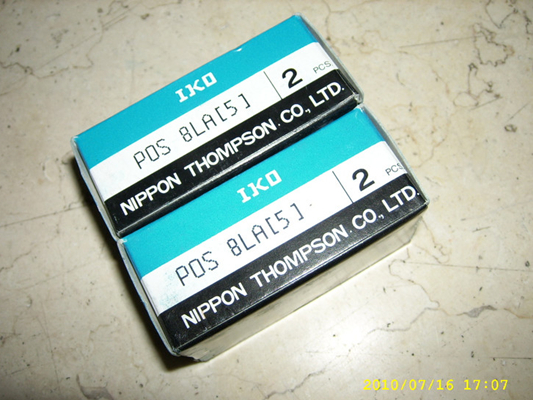 IKO
POS 8LA[5]
2 PCS
NIPPON THOMPSON CO., LTD.
IKO
POS 8LA[5]
2 PCS
NIPPON THOMPSON CO., LTD.
2010/07/16 17:07